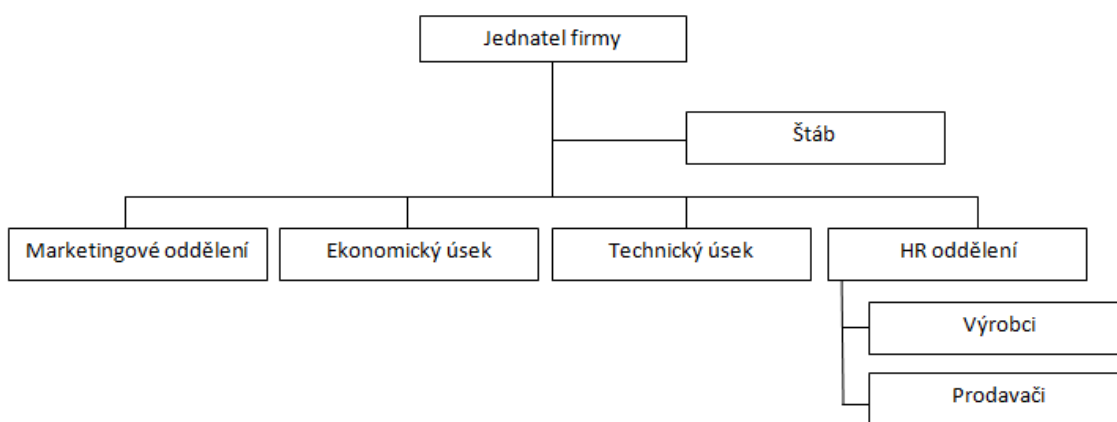 Jednatel firmy
Štáb
Marketingové oddělení
Ekonomický úsek
Technický úsek
HR oddělení
Výrobci
Prodavači